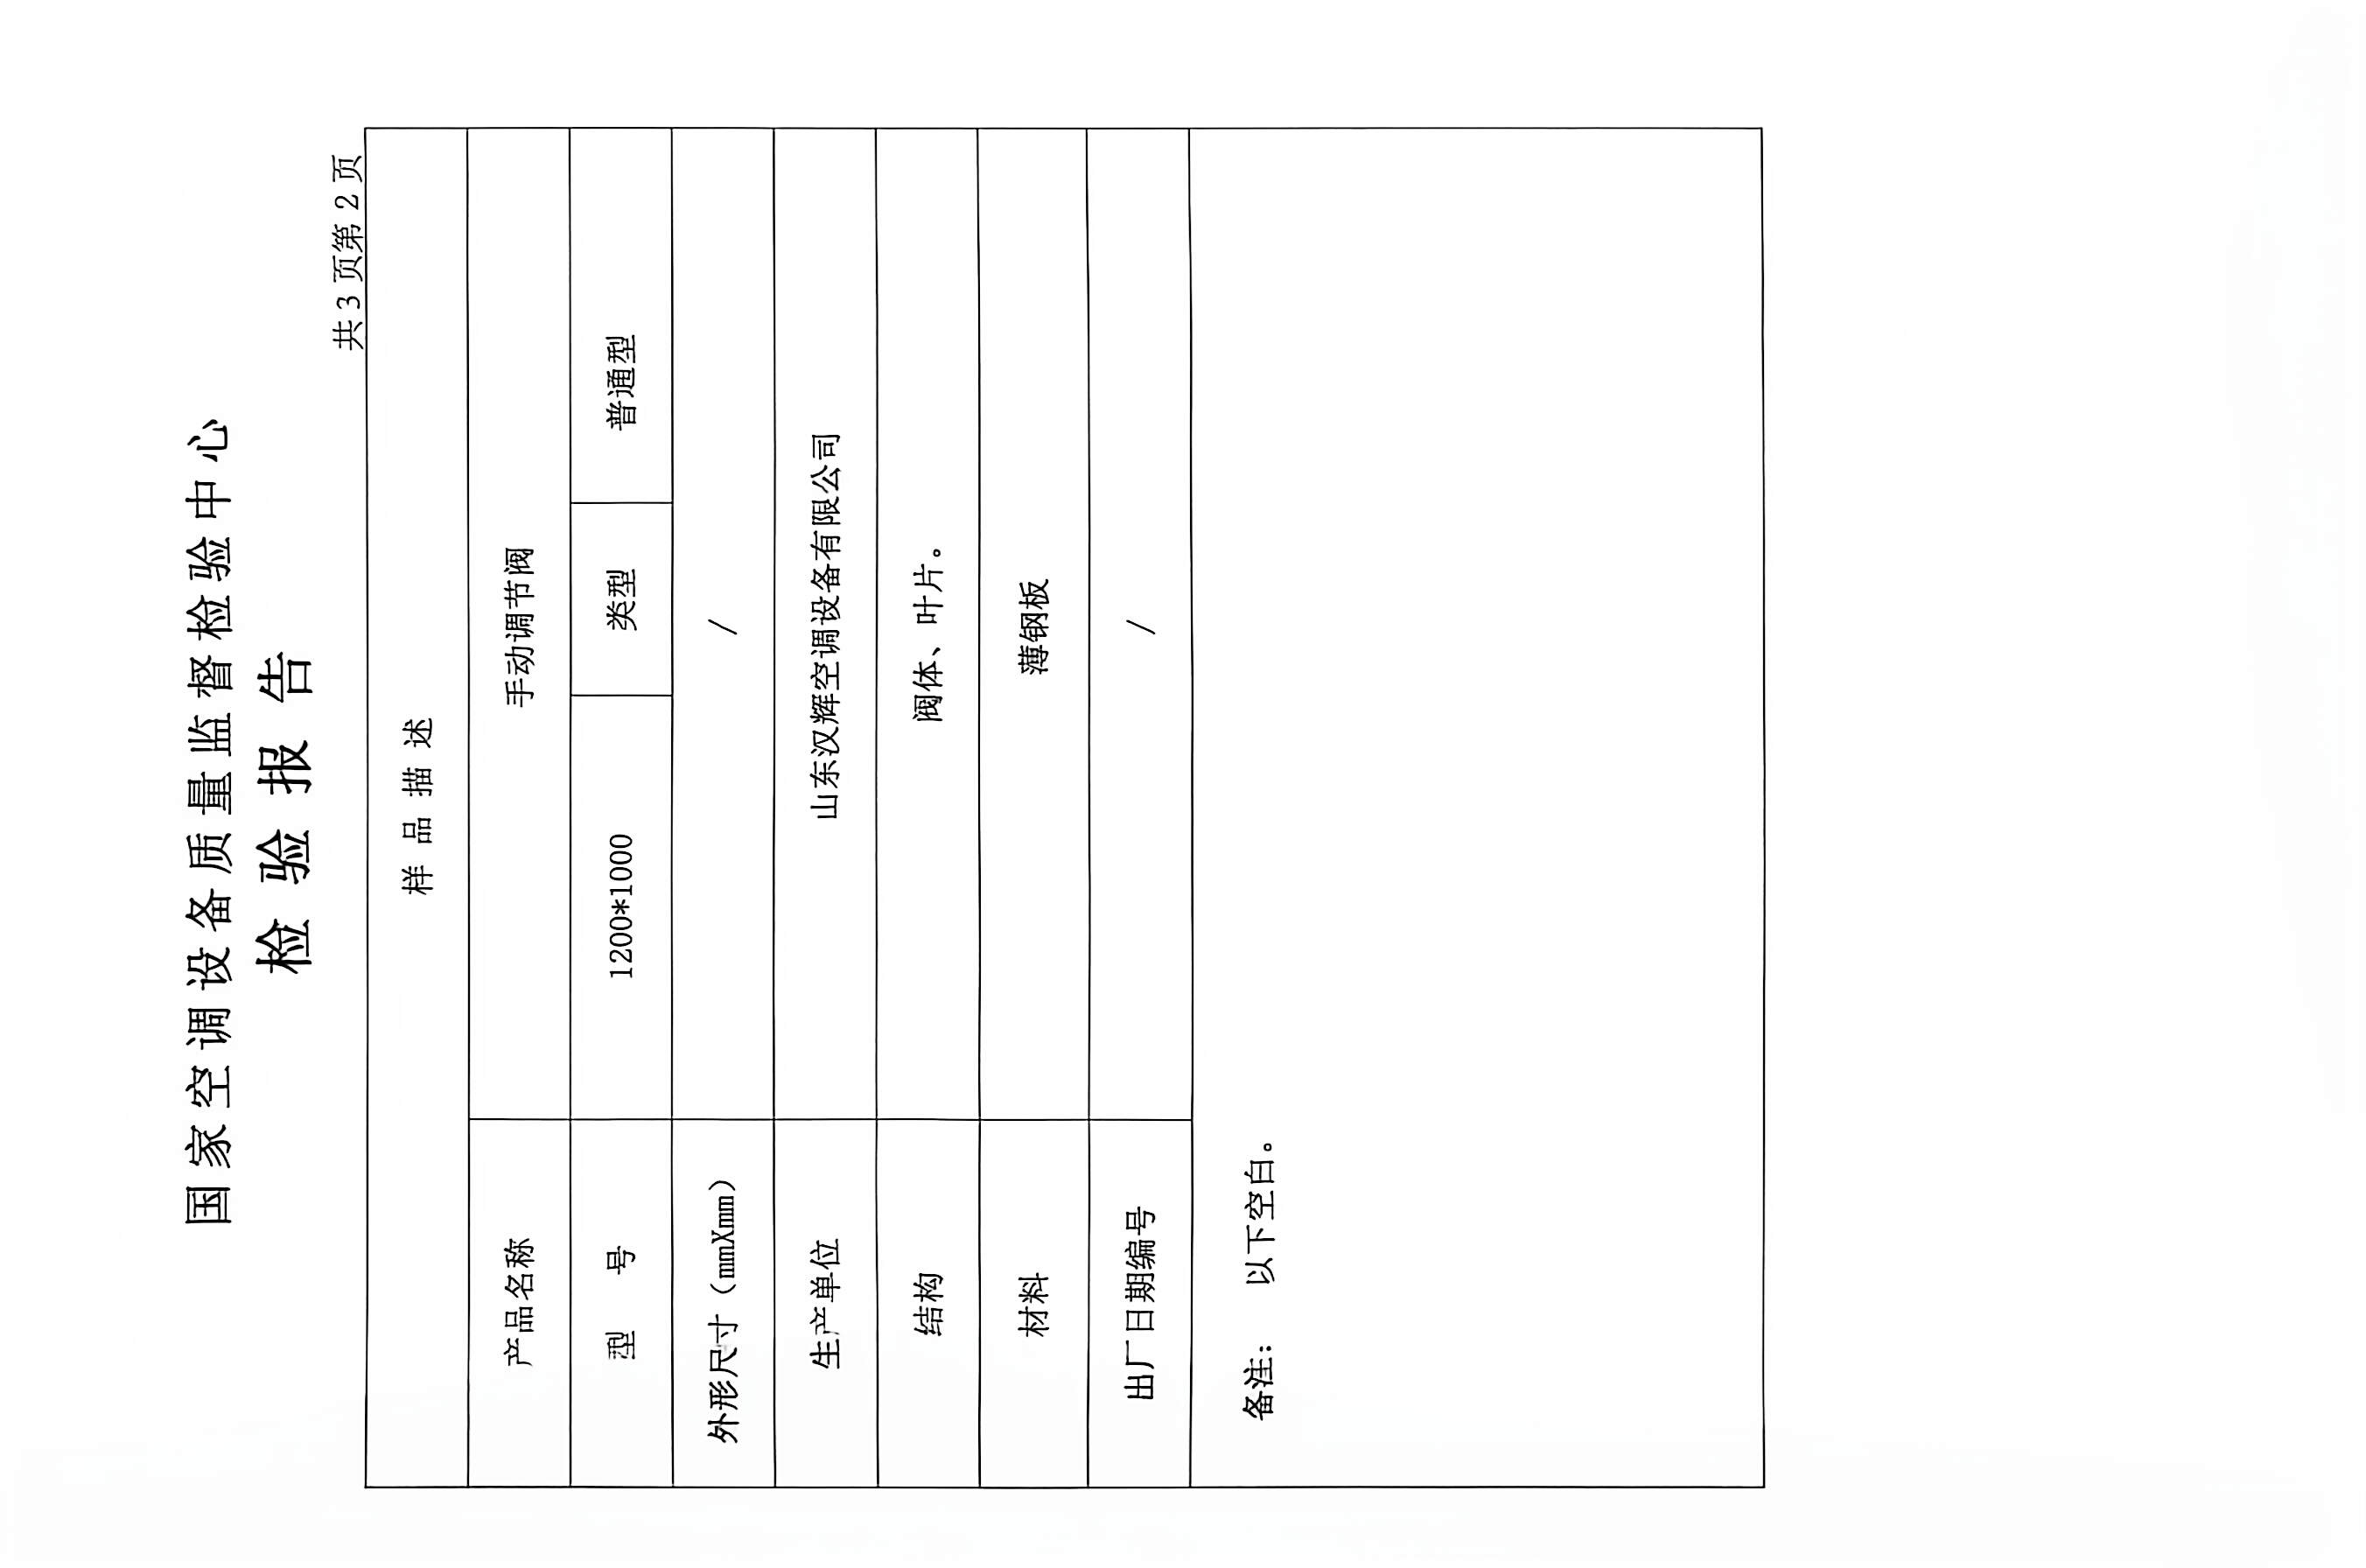 国家空调设备质量监督检验中心
检验报告
共 3 页第 2 页
样品描述
产品名称 手动调节阀
型 号 1200*1000 类型 普通型
外形尺寸（mmXmm） /
生产单位 山东汉辉空调设备有限公司
结构 阀体、叶片。
材料 薄钢板
出厂日期编号 /
备注： 以下空白。